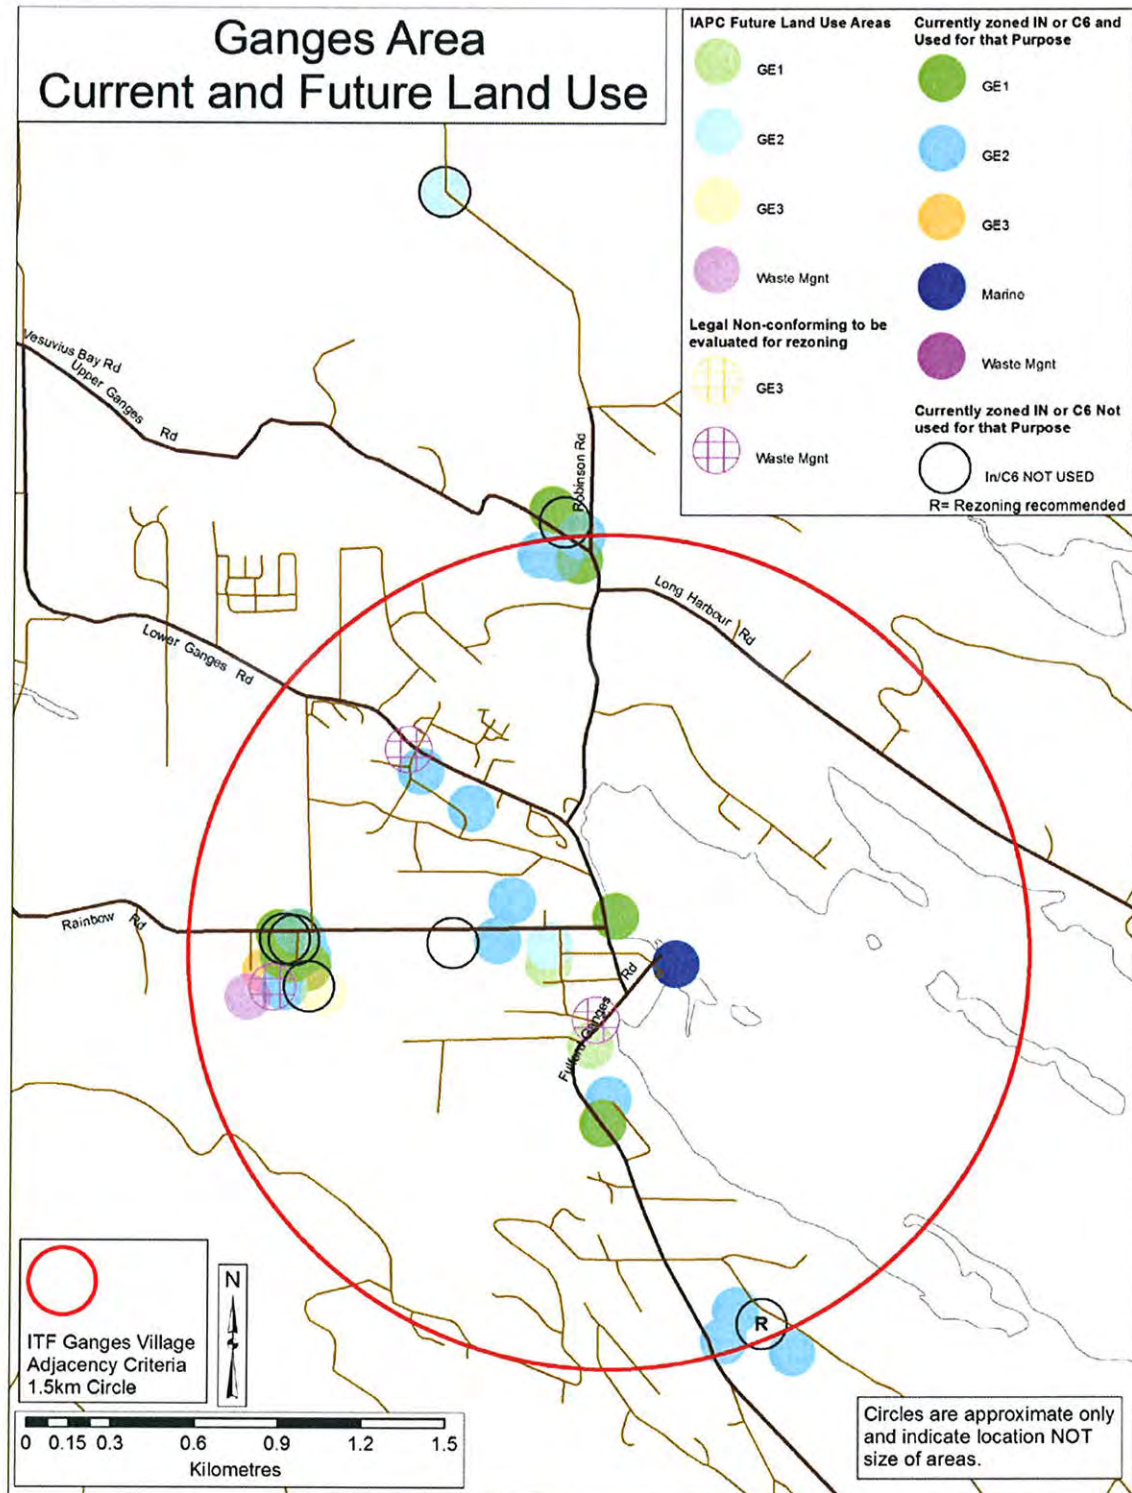 Ganges Area
Current and Future Land Use
IAPC Future Land Use Areas
GE1
GE2
GE3
Waste Mgnt
Legal Non-conforming to be
evaluated for rezoning
GE3
Waste Mgnt
Currently zoned IN or C6 and
Used for that Purpose
GE1
GE2
GE3
Marine
Waste Mgnt
Currently zoned IN or C6 Not
used for that Purpose
In/C6 NOT USED
R= Rezoning recommended
Vesuvius Bay Rd
Upper Ganges Rd
Robinson Rd
Long Harbour Rd
Lower Ganges Rd
Rainbow Rd
Fulford Ganges Rd
R
ITF Ganges Village
Adjacency Criteria
1.5km Circle
N
0 0.15 0.3 0.6 0.9 1.2 1.5
Kilometres
Circles are approximate only
and indicate location NOT
size of areas.